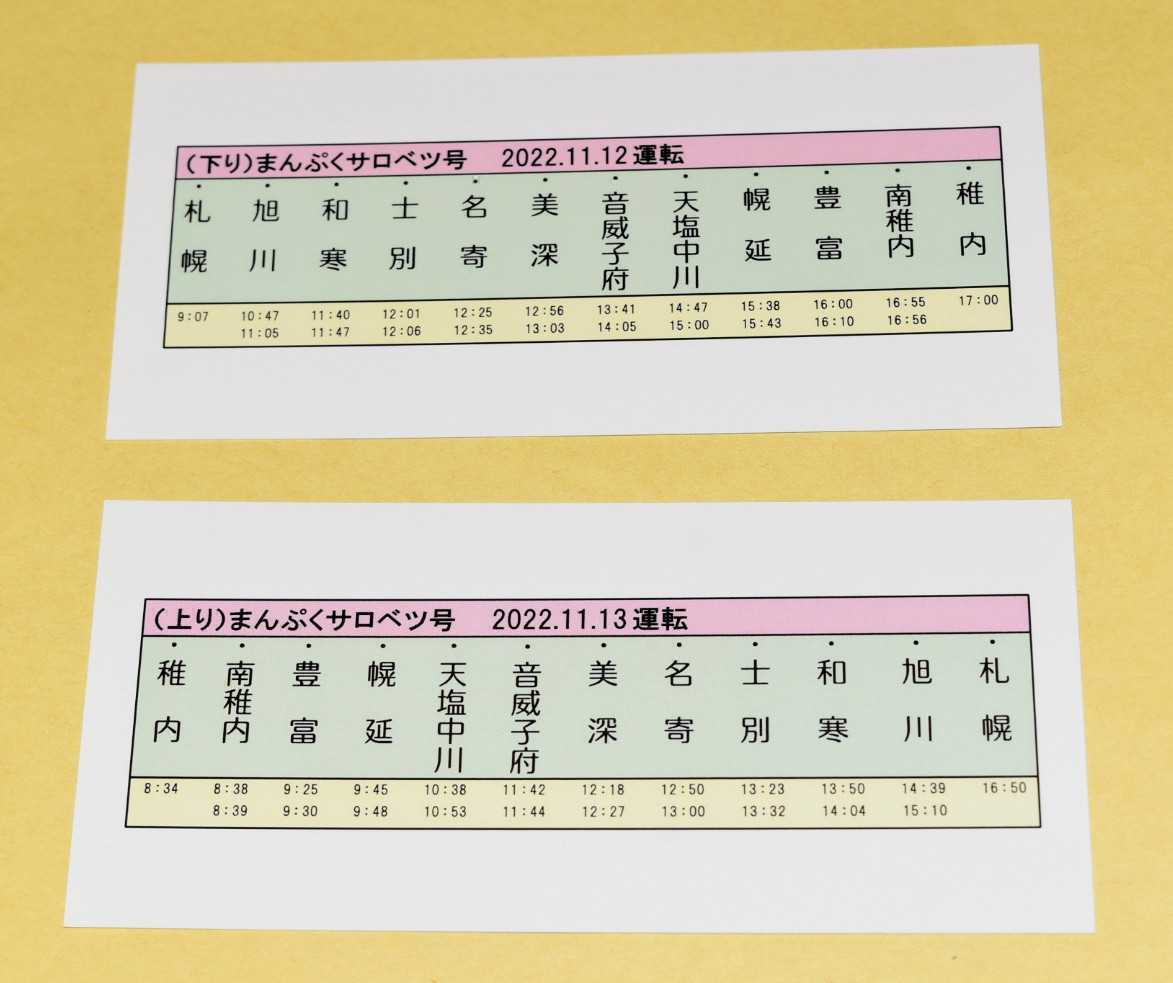 (下り)まんぷくサロベツ号 2022.11.12運転
札幌 旭川 和寒 士別 名寄 美深 音威子府 天塩中川 幌延 豊富 南稚内 稚内
9:07 10:47 11:40 12:01 12:25 12:56 13:41 14:47 15:38 16:00 16:55 17:00
11:05 11:47 12:06 12:35 13:03 14:05 15:00 15:43 16:10 16:56
(上り)まんぷくサロベツ号 2022.11.13運転
稚内 南稚内 豊富 幌延 天塩中川 音威子府 美深 名寄 士別 和寒 旭川 札幌
8:34 8:38 9:25 9:45 10:38 11:42 12:18 12:50 13:23 13:50 14:39 16:50
8:39 9:30 9:48 10:53 11:44 12:27 13:00 13:32 14:04 15:10